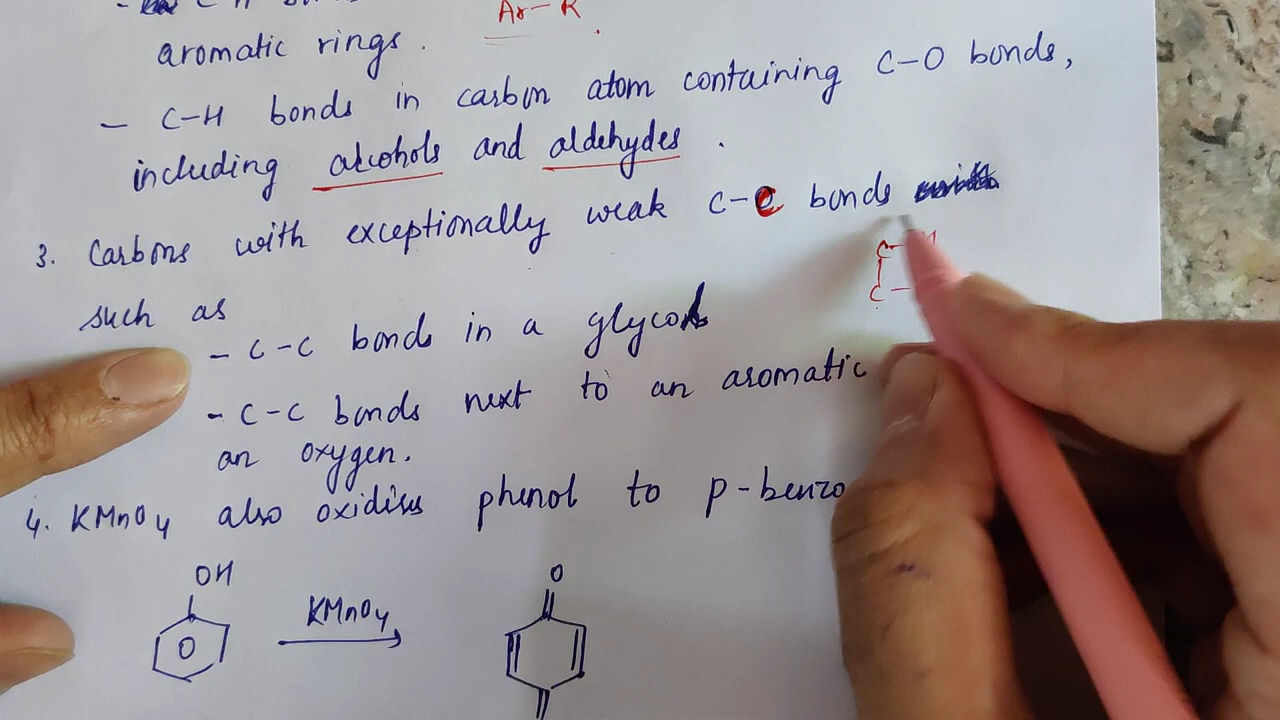 Ar-R
aromatic rings.
- C-H bonds in carbon atom containing C-O bonds,
including alcohols and aldehydes.
3. Carbons with exceptionally weak C-C bonds
such as
- C-C bonds in a glycol
- C-C bonds next to an aromatic
an oxygen.
4. KMnO4 also oxidises phenol to p-benzo
OH
KMnO4
O